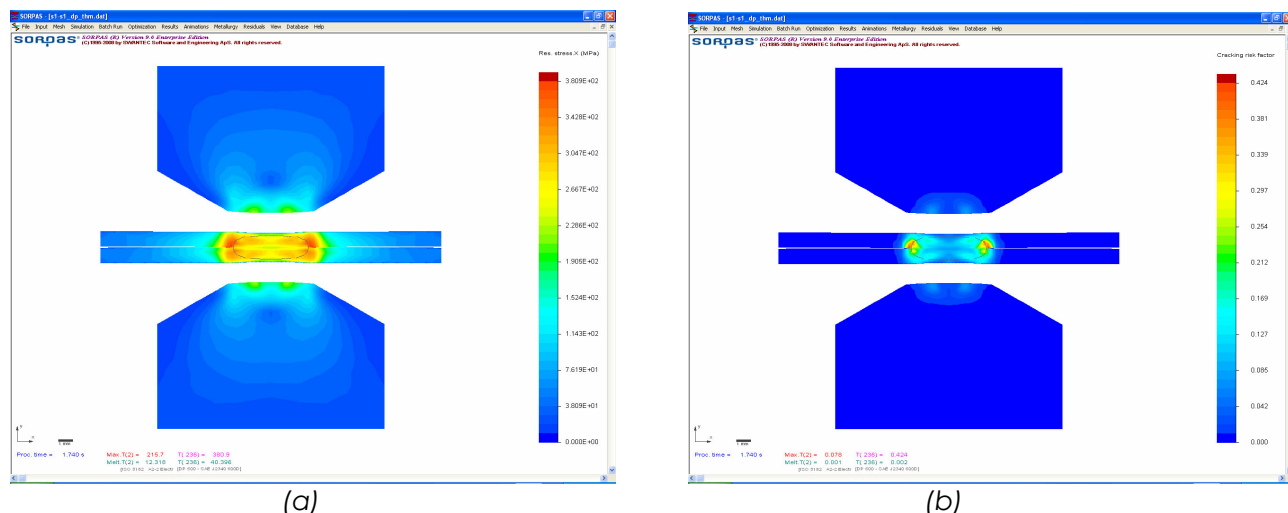 SORPAS - [s1-s1_dp_thm.dat]
File Input Mesh Simulation Batch Run Optimization Results Animations Metallurgy Residuals View Database Help
SORPAS® SORPAS (R) Version 9.0 Enterprise Edition
(C)1995-2008 by SWANTEC Software and Engineering ApS. All rights reserved.
Res. stress X (MPa)
3.809E+02
3.428E+02
3.047E+02
2.667E+02
2.286E+02
1.905E+02
1.524E+02
1.143E+02
7.619E+01
3.809E+01
0.000E+00
Y
X
1 mm
Proc. time = 1.740 s
Max.T(2) = 215.7 T( 236) = 380.9
Mett.T(2) = 12.318 T( 236) = 40.396
(a)
SORPAS - [s1-s1_dp_thm.dat]
File Input Mesh Simulation Batch Run Optimization Results Animations Metallurgy Residuals View Database Help
SORPAS® SORPAS (R) Version 9.0 Enterprise Edition
(C)1995-2008 by SWANTEC Software and Engineering ApS. All rights reserved.
Cracking risk factor
0.424
0.381
0.339
0.297
0.254
0.212
0.169
0.127
0.085
0.042
0.000
Y
X
1 mm
Proc. time = 1.740 s
Max.T(2) = 0.078 T( 236) = 0.424
Mett.T(2) = 0.001 T( 236) = 0.002
(b)